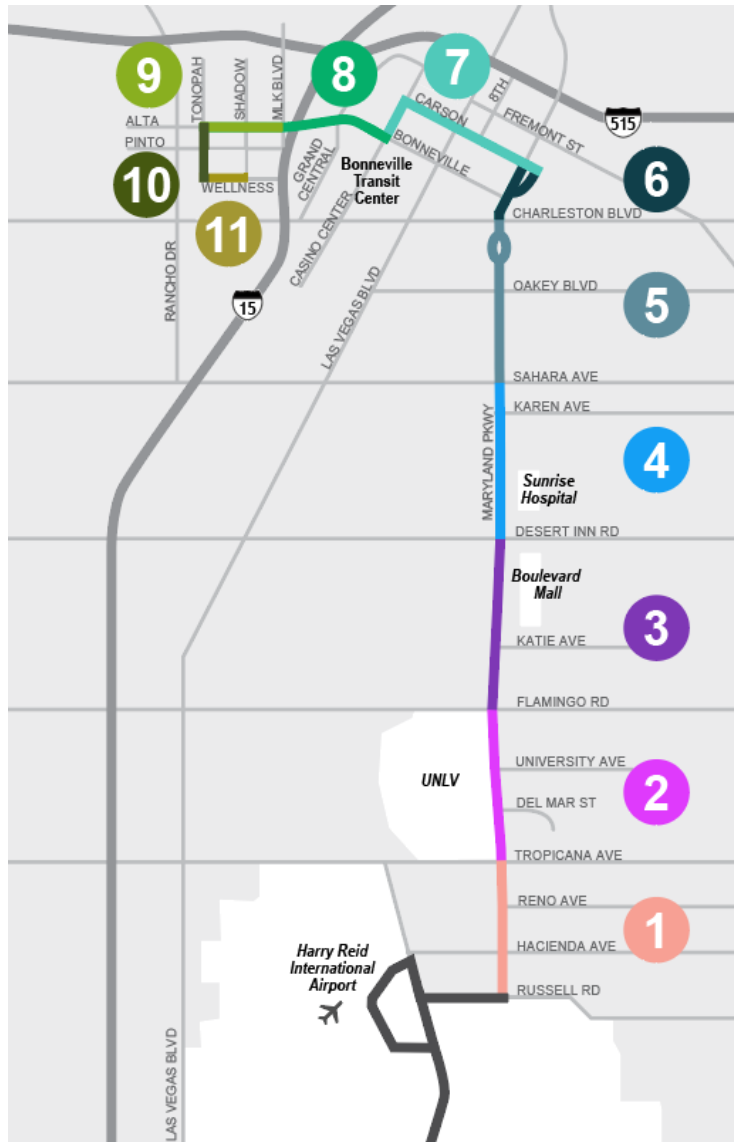 9
8
7
TONOPAH
SHADOW
MLK BLVD
8TH
CARSON
FREMONT ST
515
ALTA
PINTO
BONNEVILLE
GRAND
CENTRAL
Bonneville
Transit
Center
10
WELLNESS
6
11
CASINO CENTER
CHARLESTON BLVD
RANCHO DR
15
LAS VEGAS BLVD
OAKEY BLVD
5
SAHARA AVE
KAREN AVE
MARYLAND PKWY
4
Sunrise
Hospital
DESERT INN RD
Boulevard
Mall
3
KATIE AVE
FLAMINGO RD
UNIVERSITY AVE
UNLV
2
DEL MAR ST
TROPICANA AVE
RENO AVE
1
HACIENDA AVE
Harry Reid
International
Airport
RUSSELL RD
LAS VEGAS BLVD